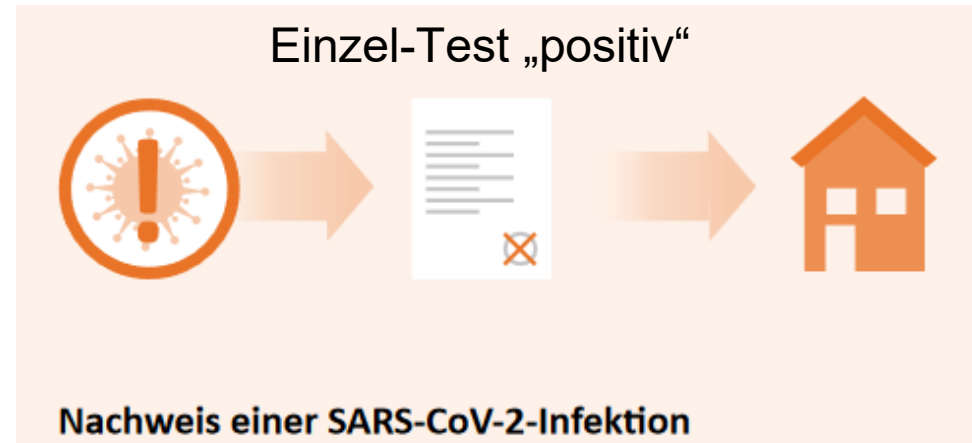 Einzel-Test „positiv“
Nachweis einer SARS-CoV-2-Infektion